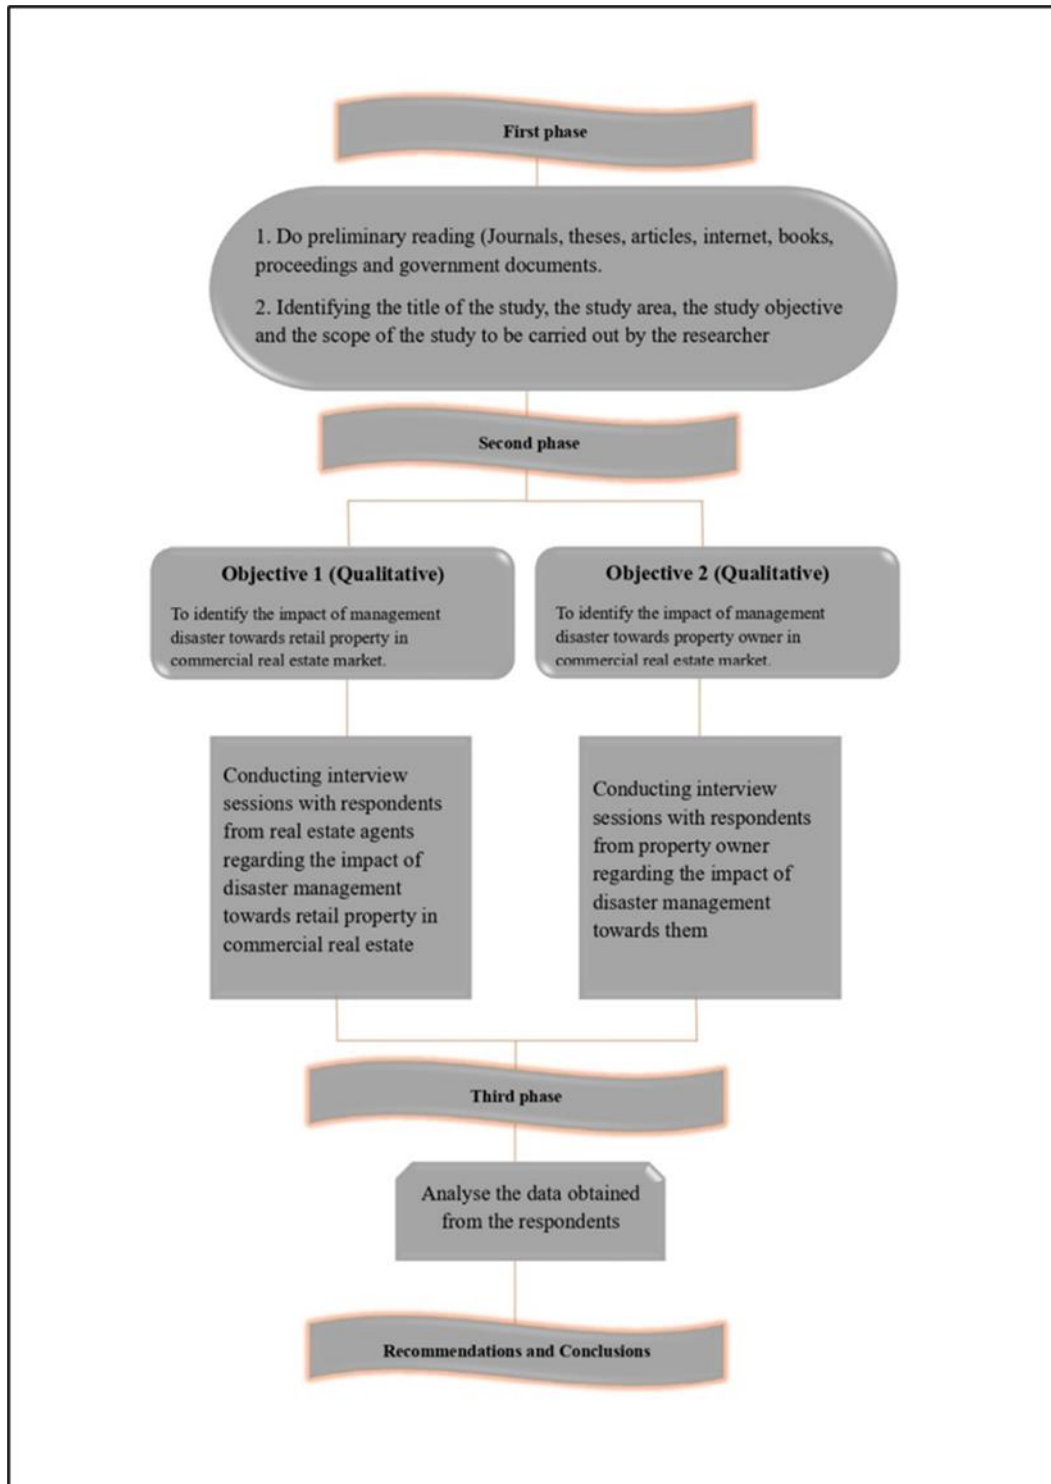 First phase
1. Do preliminary reading (Journals, theses, articles, internet, books,
proceedings and government documents.
2. Identifying the title of the study, the study area, the study objective
and the scope of the study to be carried out by the researcher
Second phase
Objective 1 (Qualitative)
To identify the impact of management
disaster towards retail property in
commercial real estate market.
Objective 2 (Qualitative)
To identify the impact of management
disaster towards property owner in
commercial real estate market.
Conducting interview
sessions with respondents
from real estate agents
regarding the impact of
disaster management
towards retail property in
commercial real estate
Conducting interview
sessions with respondents
from property owner
regarding the impact of
disaster management
towards them
Third phase
Analyse the data obtained
from the respondents
Recommendations and Conclusions